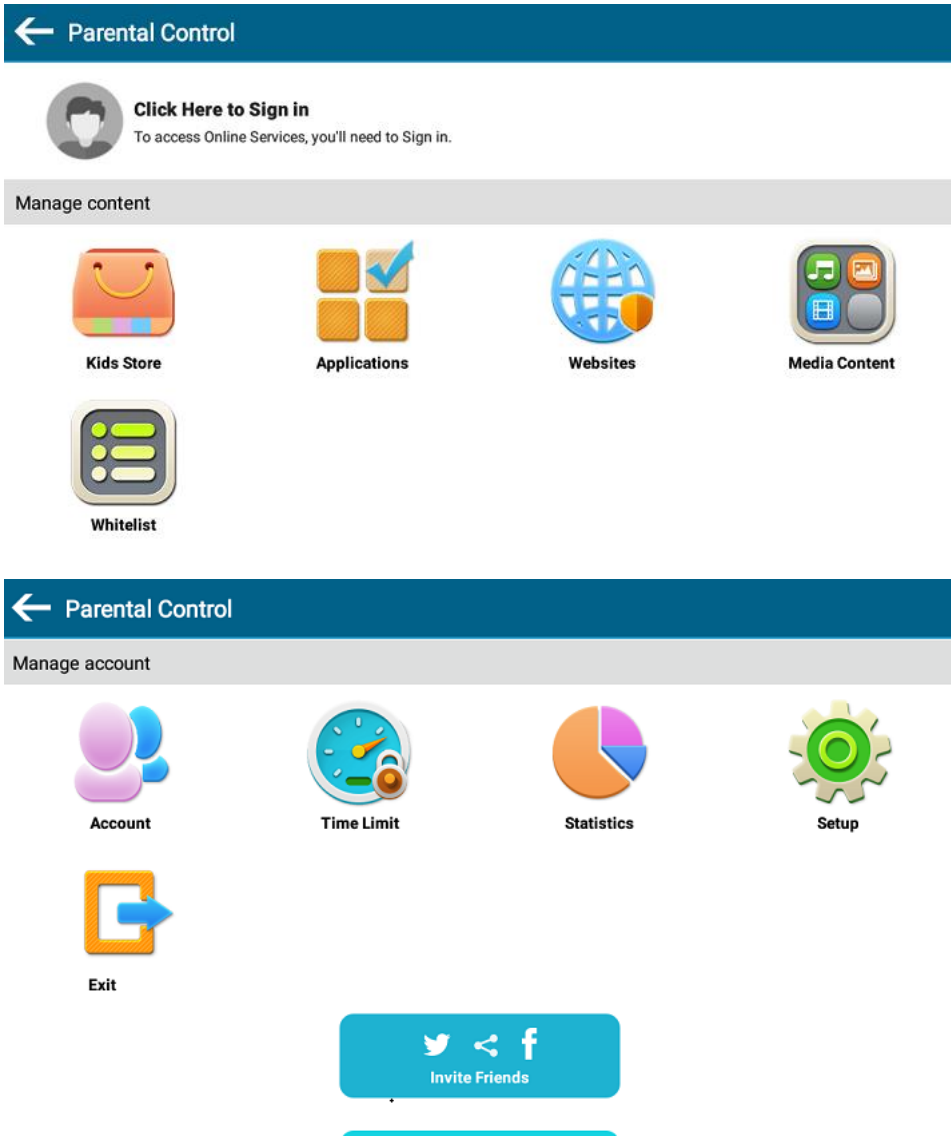 Parental Control
Click Here to Sign in
To access Online Services, you'll need to Sign in.
Manage content
Kids Store
Applications
Websites
Media Content
Whitelist
Parental Control
Manage account
Account
Time Limit
Statistics
Setup
Exit
Invite Friends